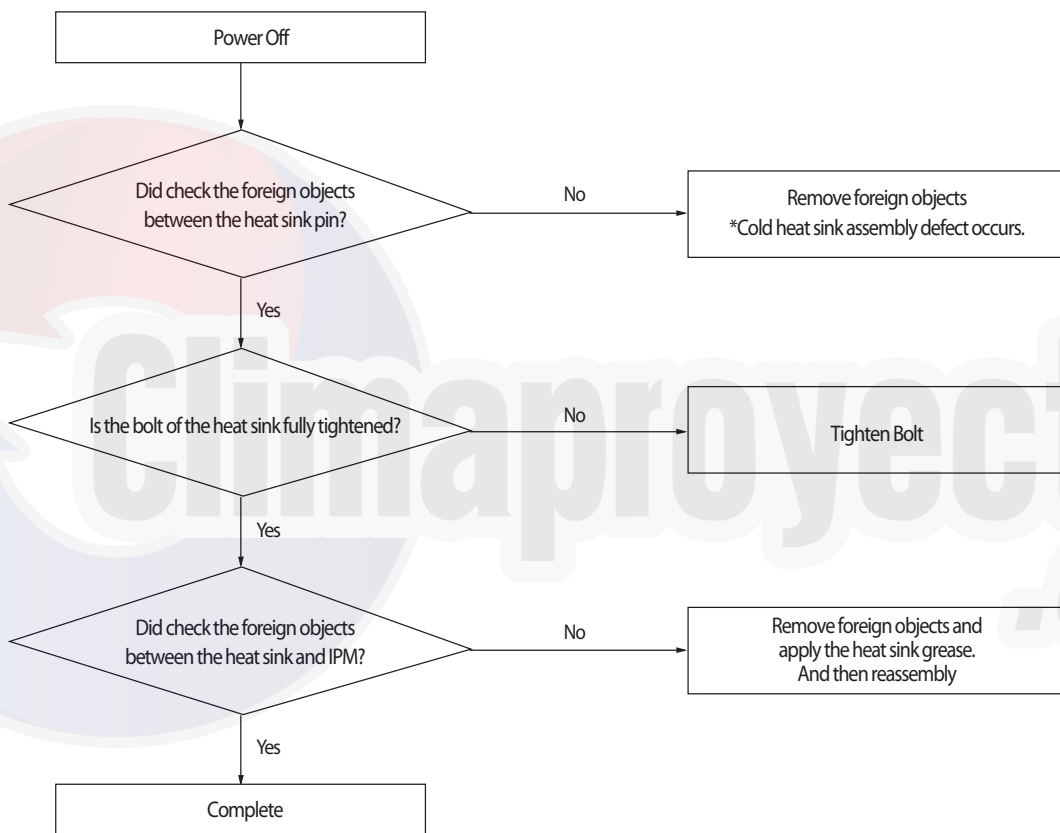 Power Off
Did check the foreign objects
between the heat sink pin?
No
Remove foreign objects
*Cold heat sink assembly defect occurs.
Yes
Is the bolt of the heat sink fully tightened?
No
Tighten Bolt
Yes
Did check the foreign objects
between the heat sink and IPM?
No
Remove foreign objects and
apply the heat sink grease.
And then reassembly
Yes
Complete
Climaproyect